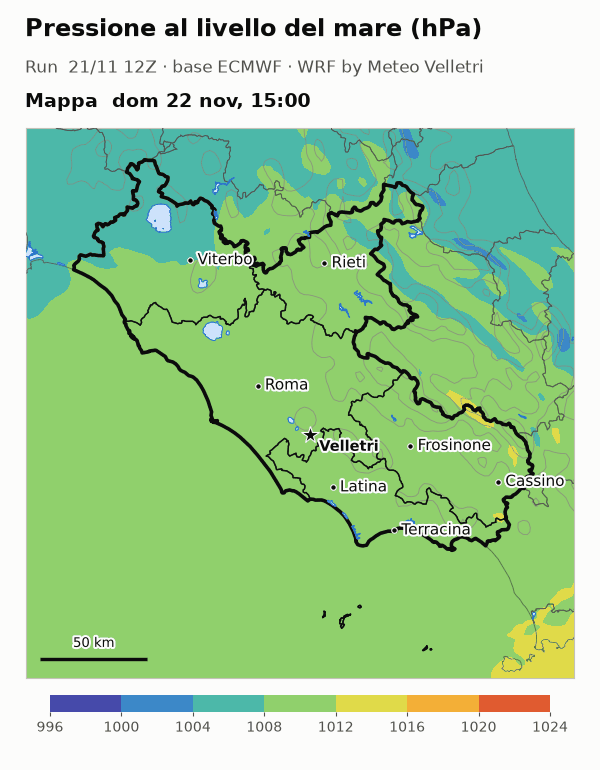 Pressione al livello del mare (hPa)
Run 21/11 12Z · base ECMWF · WRF by Meteo Velletri
Mappa dom 22 nov, 15:00
Viterbo
Rieti
Roma
Velletri
Frosinone
Latina
Cassino
Terracina
50 km
996 1000 1004 1008 1012 1016 1020 1024